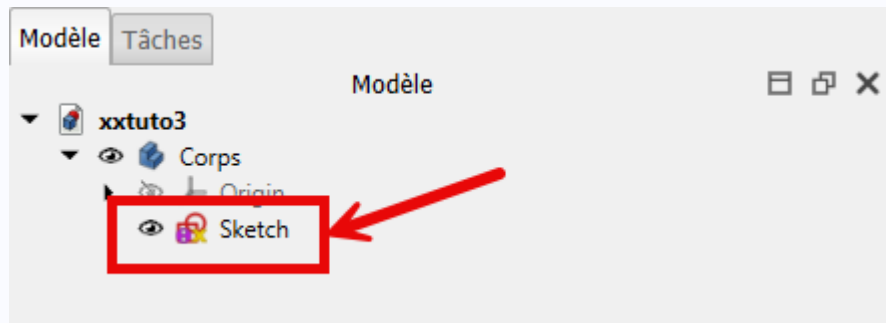 Modèle Tâches
Modèle
xxtuto3
Corps
Origin
Sketch